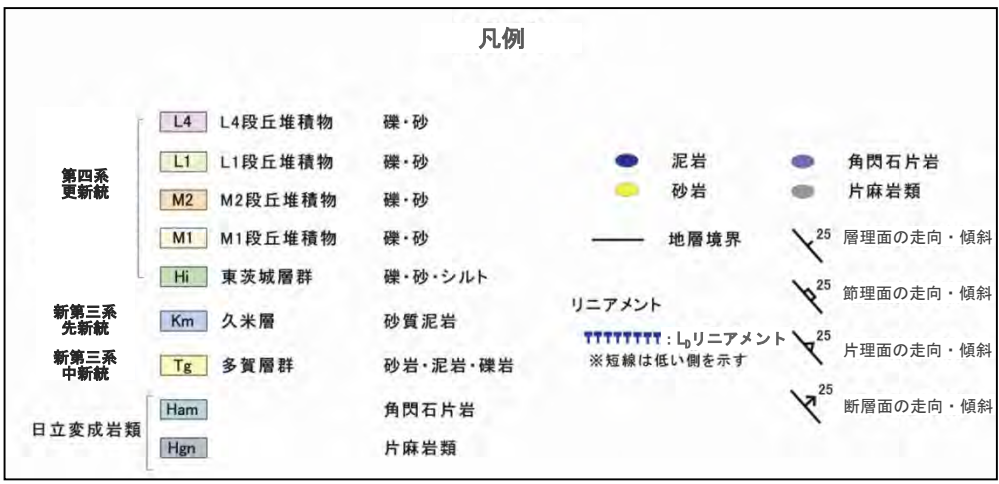 凡例
第四系
更新統
L4 L4段丘堆積物 礫・砂
L1 L1段丘堆積物 礫・砂
M2 M2段丘堆積物 礫・砂
M1 M1段丘堆積物 礫・砂
Hi 東茨城層群 礫・砂・シルト
新第三系
先新統
Km 久米層 砂質泥岩
新第三系
中新統
Tg 多賀層群 砂岩・泥岩・礫岩
日立変成岩類
Ham 角閃石片岩
Hgn 片麻岩類
泥岩
砂岩
角閃石片岩
片麻岩類
地層境界
リニアメント
:LDリニアメント
※短線は低い側を示す
25 層理面の走向・傾斜
25 節理面の走向・傾斜
25 片理面の走向・傾斜
25 断層面の走向・傾斜